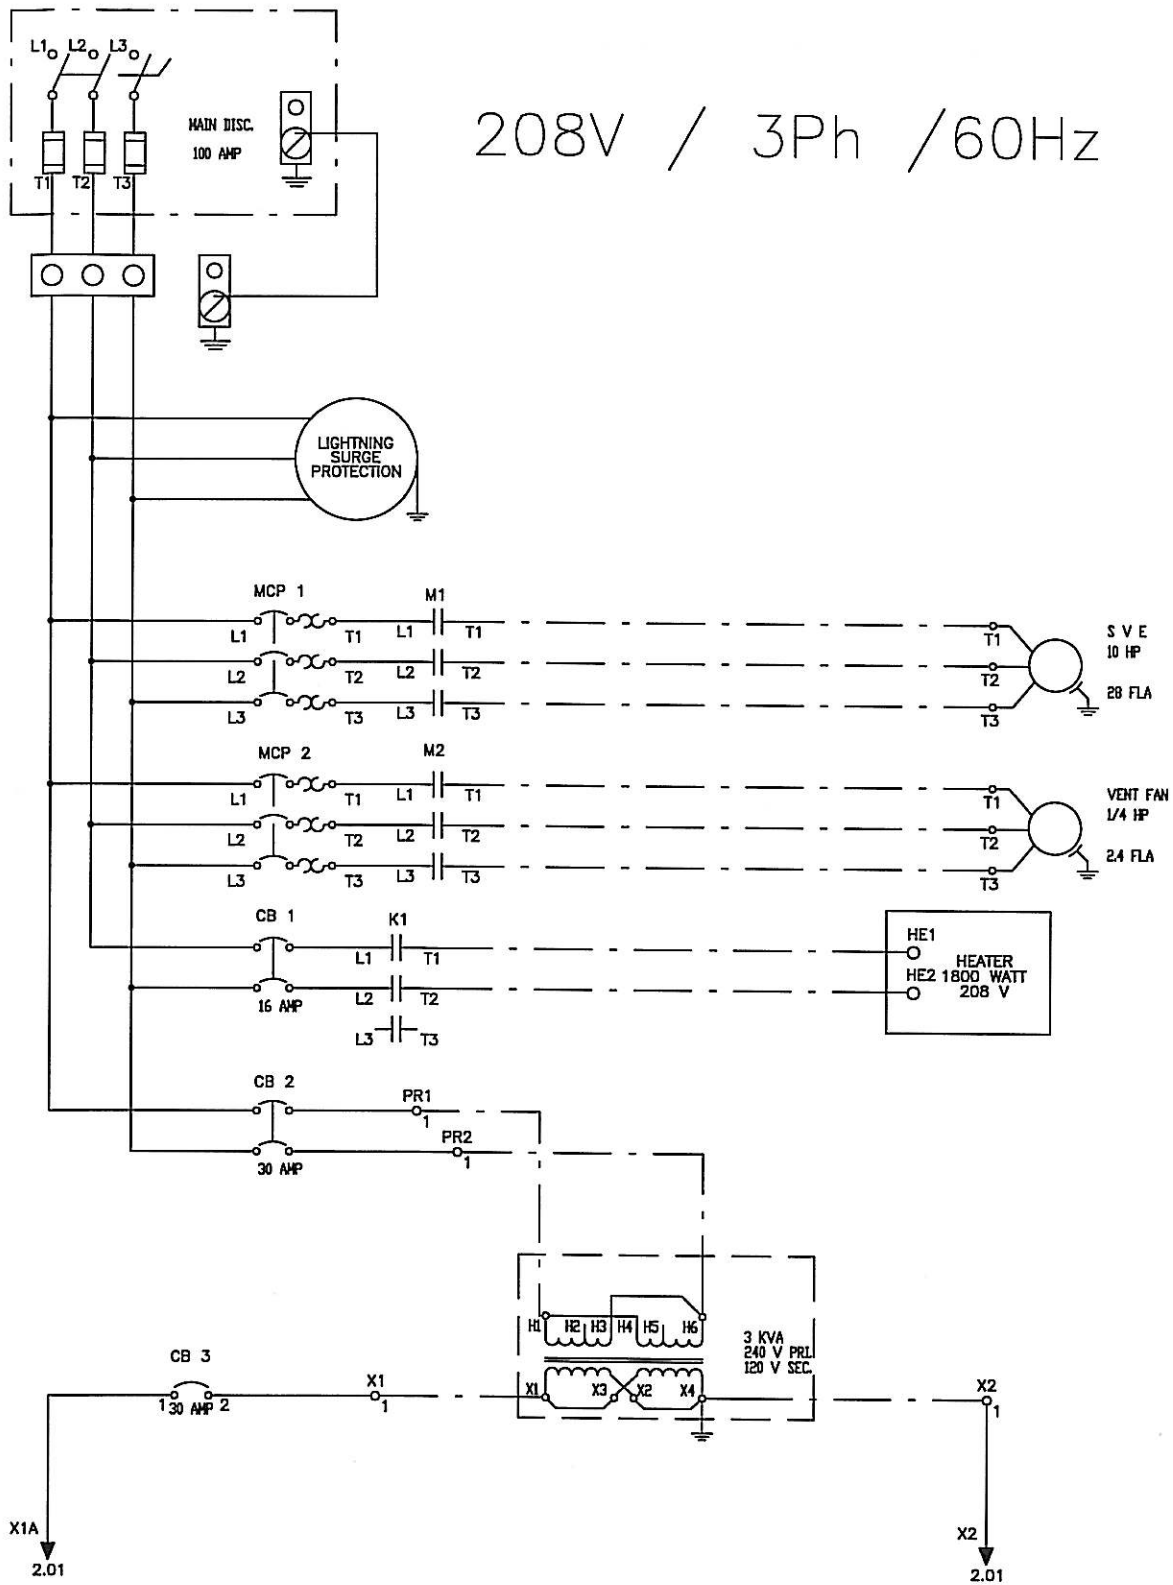 L1 L2 L3
MAIN DISC.
100 AMP
T1 T2 T3
208V / 3Ph /60Hz
LIGHTNING
SURGE
PROTECTION
MCP 1 M1
L1 T1 L1 T1 T1
L2 T2 L2 T2 T2
L3 T3 L3 T3 T3
S V E
10 HP
28 FLA
MCP 2 M2
L1 T1 L1 T1 T1
L2 T2 L2 T2 T2
L3 T3 L3 T3 T3
VENT FAN
1/4 HP
2.4 FLA
CB 1 K1
L1 T1
16 AMP L2 T2
L3 T3
HE1
HEATER
HE2 1800 WATT
208 V
CB 2
PR1
1
PR2
1
30 AMP
H1 H2 H3 H4 H5 H6
3 KVA
240 V PRI.
120 V SEC.
X1 X3 X2 X4
CB 3
1 30 AMP 2
X1
1
X2
1
X1A
2.01
X2
2.01